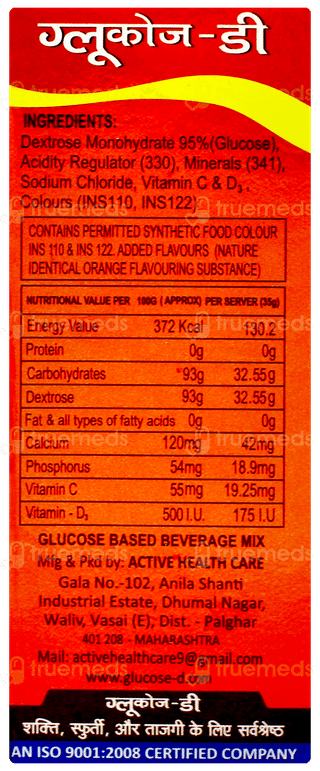 ग्लूकोज-डी
INGREDIENTS:
Dextrose Monohydrate 95%(Glucose),
Acidity Regulator (330), Minerals (341),
Sodium Chloride, Vitamin C & D₃,
Colours (INS110, INS122)
CONTAINS PERMITTED SYNTHETIC FOOD COLOUR
INS 110 & INS 122. ADDED FLAVOURS (NATURE
IDENTICAL ORANGE FLAVOURING SUBSTANCE)
NUTRITIONAL VALUE PER 100G (APPROX) PER SERVER (35g)
Energy Value 372 Kcal 130.2
Protein 0g 0g
Carbohydrates 93g 32.55g
Dextrose 93g 32.55g
Fat & all types of fatty acids 0g 0g
Calcium 120mg 42mg
Phosphorus 54mg 18.9mg
Vitamin C 55mg 19.25mg
Vitamin - D₃ 500 I.U. 175 I.U
GLUCOSE BASED BEVERAGE MIX
Mfg & Pkd by: ACTIVE HEALTH CARE
Gala No.-102, Anila Shanti
Industrial Estate, Dhumal Nagar,
Waliv, Vasai (E), Dist. - Palghar
401 208 - MAHARASHTRA
Mail: activehealthcare9@gmail.com
www.glucose-d.com
ग्लूकोज-डी
शक्ति, स्फुर्ती, और ताजगी के लिए सर्वश्रेष्ठ
AN ISO 9001:2008 CERTIFIED COMPANY
truemeds